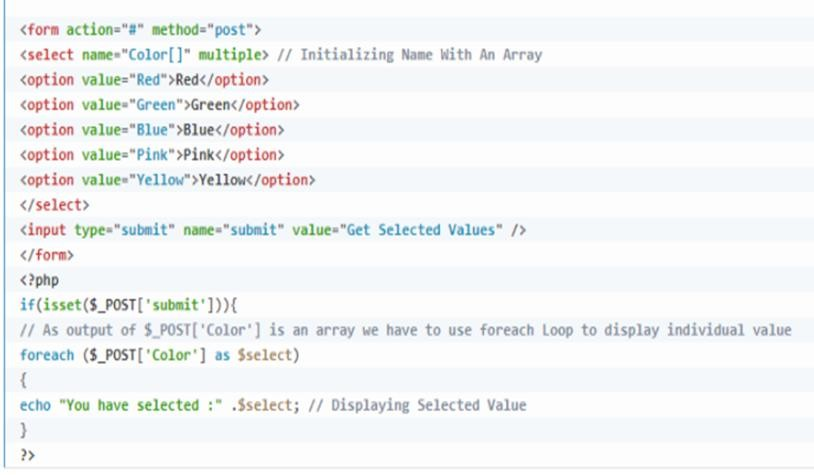 <form action="#" method="post">
<select name="Color[]" multiple> // Initializing Name With An Array
<option value="Red">Red</option>
<option value="Green">Green</option>
<option value="Blue">Blue</option>
<option value="Pink">Pink</option>
<option value="Yellow">Yellow</option>
</select>
<input type="submit" name="submit" value="Get Selected Values" />
</form>
<?php
if(isset($_POST['submit'])){
// As output of $_POST['Color'] is an array we have to use foreach Loop to display individual value
foreach ($_POST['Color'] as $select)
{
echo "You have selected :" .$select; // Displaying Selected Value
}
?>